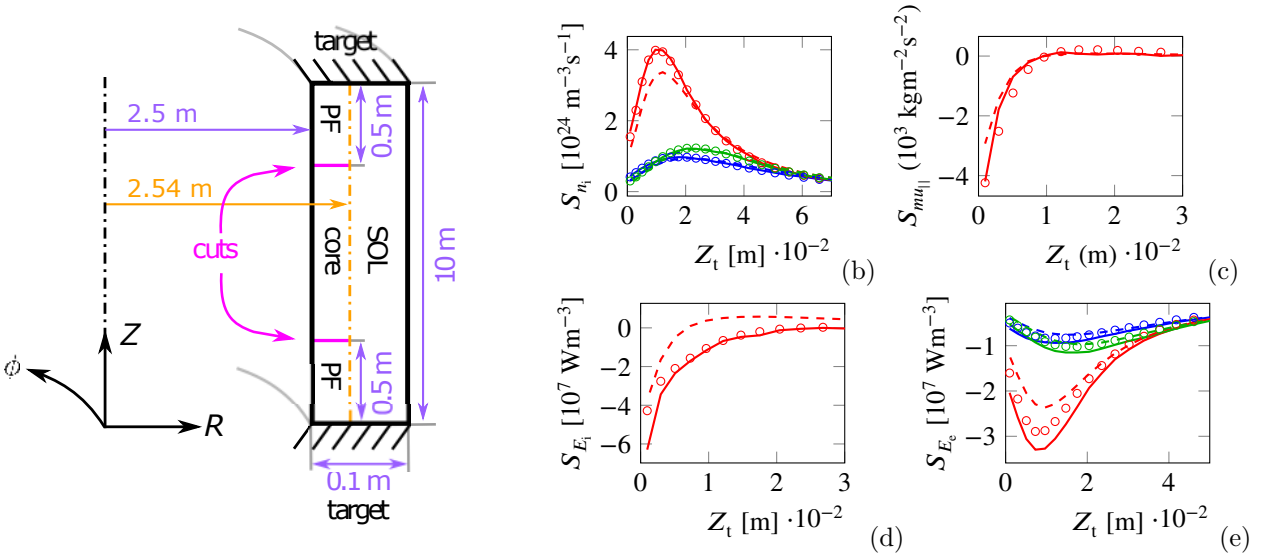 target
PF
0.5 m
2.5 m
2.54 m
cuts
core
SOL
10 m
Z
PF
0.5 m
ϕ
R
0.1 m
target
S_{n_i} [10^{24} m^{−3}s^{−1}]
4
2
0
0 2 4 6
Z_t [m] ·10^{−2}
(b)
S_{mu_{||}} (10^3 kgm^{−2}s^{−2})
0
−2
−4
0 1 2 3
Z_t (m) ·10^{−2}
(c)
S_{E_i} [10^7 Wm^{−3}]
0
−2
−4
−6
0 1 2 3
Z_t [m] ·10^{−2}
(d)
S_{E_e} [10^7 Wm^{−3}]
−1
−2
−3
0 2 4
Z_t [m] ·10^{−2}
(e)